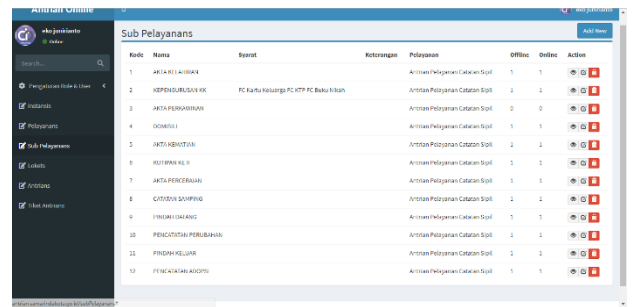 Antrian Online
eko juniirianto
eko juniirianto
Online
Search...
Pengaturan Role & User
Instansis
Pelayanans
Sub Pelayanans
Lokets
Antrians
Tiket Antrians
Sub Pelayanans
Add New
Kode Nama Syarat Keterangan Pelayanan Offline Online Action
1 AKTA KELAHIRAN Antrian Pelayanan Catatan Sipil 1 1
2 KEPENGURUSAN KK FC Kartu Keluarga FC KTP FC Buku Nikah Antrian Pelayanan Catatan Sipil 1 1
3 AKTA PERKAWINAN Antrian Pelayanan Catatan Sipil 0 0
4 DOMISILI Antrian Pelayanan Catatan Sipil 1 1
5 AKTA KEMATIAN Antrian Pelayanan Catatan Sipil 1 1
6 KUTIPAN KE II Antrian Pelayanan Catatan Sipil 1 1
7 AKTA PERCERAIAN Antrian Pelayanan Catatan Sipil 1 1
8 CATATAN SAMPING Antrian Pelayanan Catatan Sipil 1 1
9 PINDAH DATANG Antrian Pelayanan Catatan Sipil 1 1
10 PENCATATAN PERUBAHAN Antrian Pelayanan Catatan Sipil 1 1
11 PINDAH KELUAR Antrian Pelayanan Catatan Sipil 1 1
12 PENCATATAN ADOPSI Antrian Pelayanan Catatan Sipil 1 1